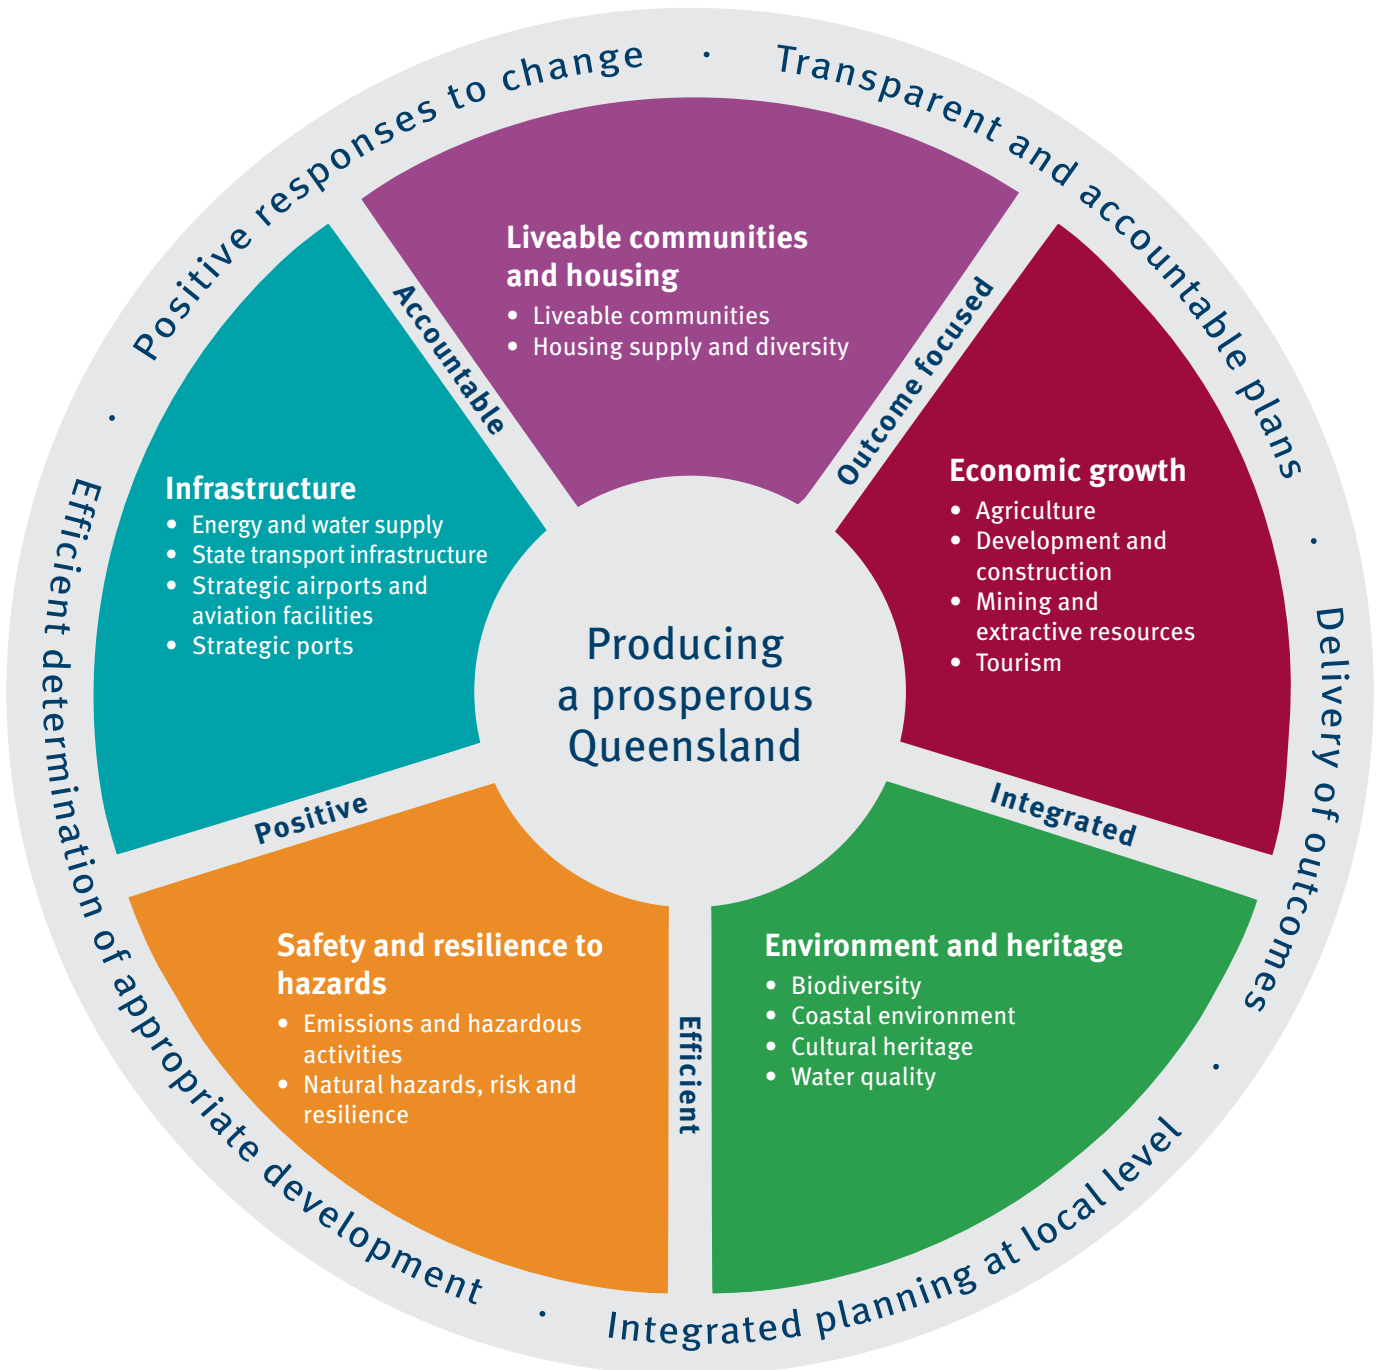 Positive responses to change
·
Transparent and accountable plans
·
Delivery of outcomes
·
Integrated planning at local level
·
Efficient determination of appropriate development
·
Liveable communities
and housing
• Liveable communities
• Housing supply and diversity
Outcome focused
Economic growth
• Agriculture
• Development and
construction
• Mining and
extractive resources
• Tourism
Integrated
Environment and heritage
• Biodiversity
• Coastal environment
• Cultural heritage
• Water quality
Efficient
Safety and resilience to
hazards
• Emissions and hazardous
activities
• Natural hazards, risk and
resilience
Positive
Infrastructure
• Energy and water supply
• State transport infrastructure
• Strategic airports and
aviation facilities
• Strategic ports
Accountable
Producing
a prosperous
Queensland